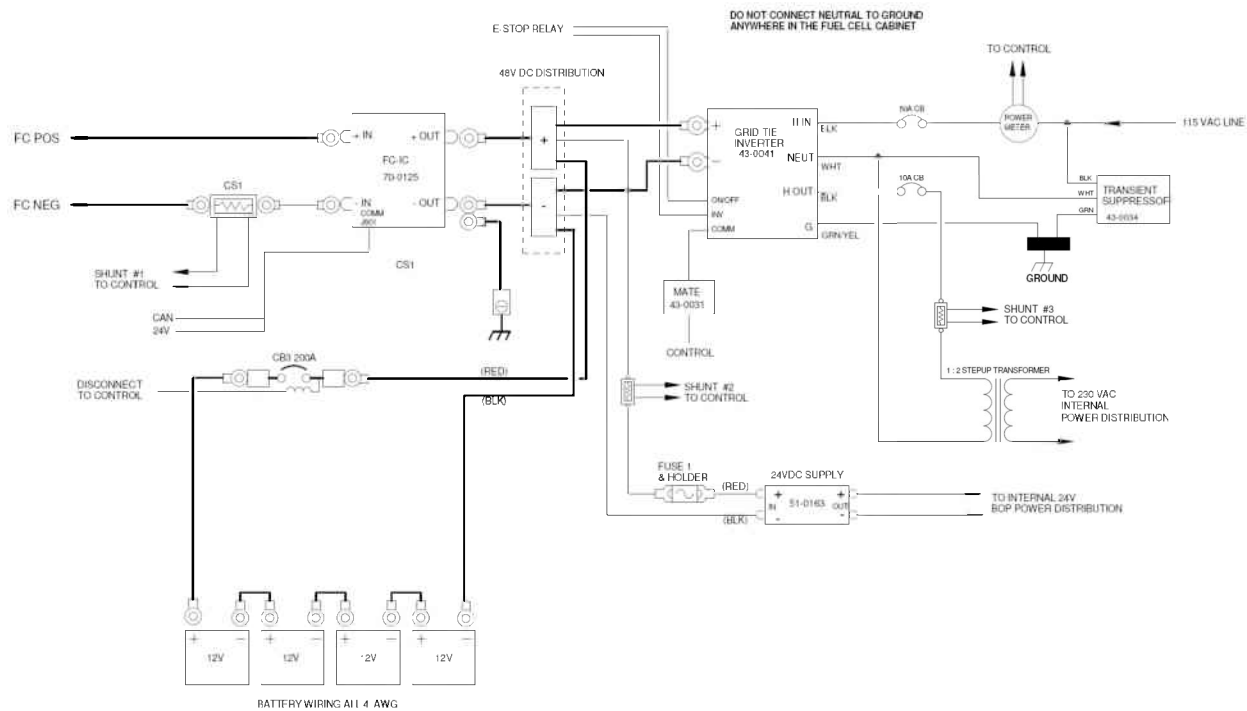 DO NOT CONNECT NEUTRAL TO GROUND
ANYWHERE IN THE FUEL CELL CABINET
E-STOP RELAY
TO CONTROL
48V DC DISTRIBUTION
FC POS
+ IN
+ OUT
FC-IC
70-0125
- IN
- OUT
COMM
J801
CS1
FC NEG
CS1
SHUNT #1
TO CONTROL
CAN
24V
+
-
+
-
GRID TIE
INVERTER
43-0041
H IN
BLK
NEUT
WHT
H OUT
BLK
G
GRN/YEL
ON/OFF
INV
COMM
CB
10A CB
POWER
METER
115 VAC LINE
BLK
WHT
GRN
TRANSIENT
SUPPRESSOR
43-0034
GROUND
MATE
43-0031
CONTROL
SHUNT #3
TO CONTROL
CB3 200A
(RED)
DISCONNECT
TO CONTROL
(BLK)
SHUNT #2
TO CONTROL
1 : 2 STEPUP TRANSFORMER
TO 230 VAC
INTERNAL
POWER DISTRIBUTION
FUSE 1
& HOLDER
(RED)
24VDC SUPPLY
+ +
IN 51-0163 OUT
- -
(BLK)
TO INTERNAL 24V
BOP POWER DISTRIBUTION
+ − + − + − + −
12V 12V 12V 12V
BATTERY WIRING ALL 4 AWG